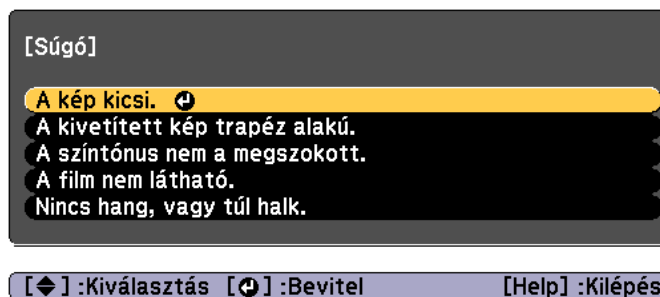 [Súgó]
A kép kicsi.
A kivetített kép trapéz alakú.
A színtónus nem a megszokott.
A film nem látható.
Nincs hang, vagy túl halk.
[◆] :Kiválasztás [⏎] :Bevitel [Help] :Kilépés